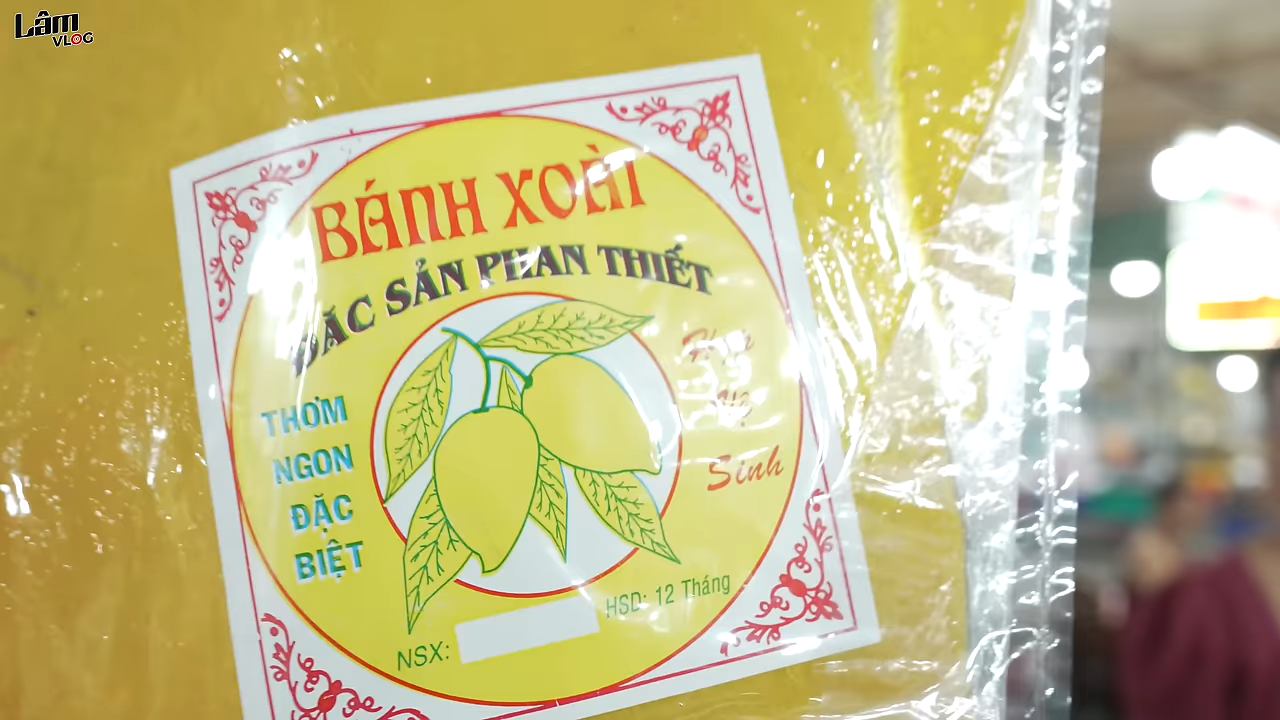 Lâm
VLOG
BÁNH XOÀI
ĐẶC SẢN PHAN THIẾT
THƠM
NGON
ĐẶC
BIỆT
Sinh
NSX:
HSD: 12 Tháng